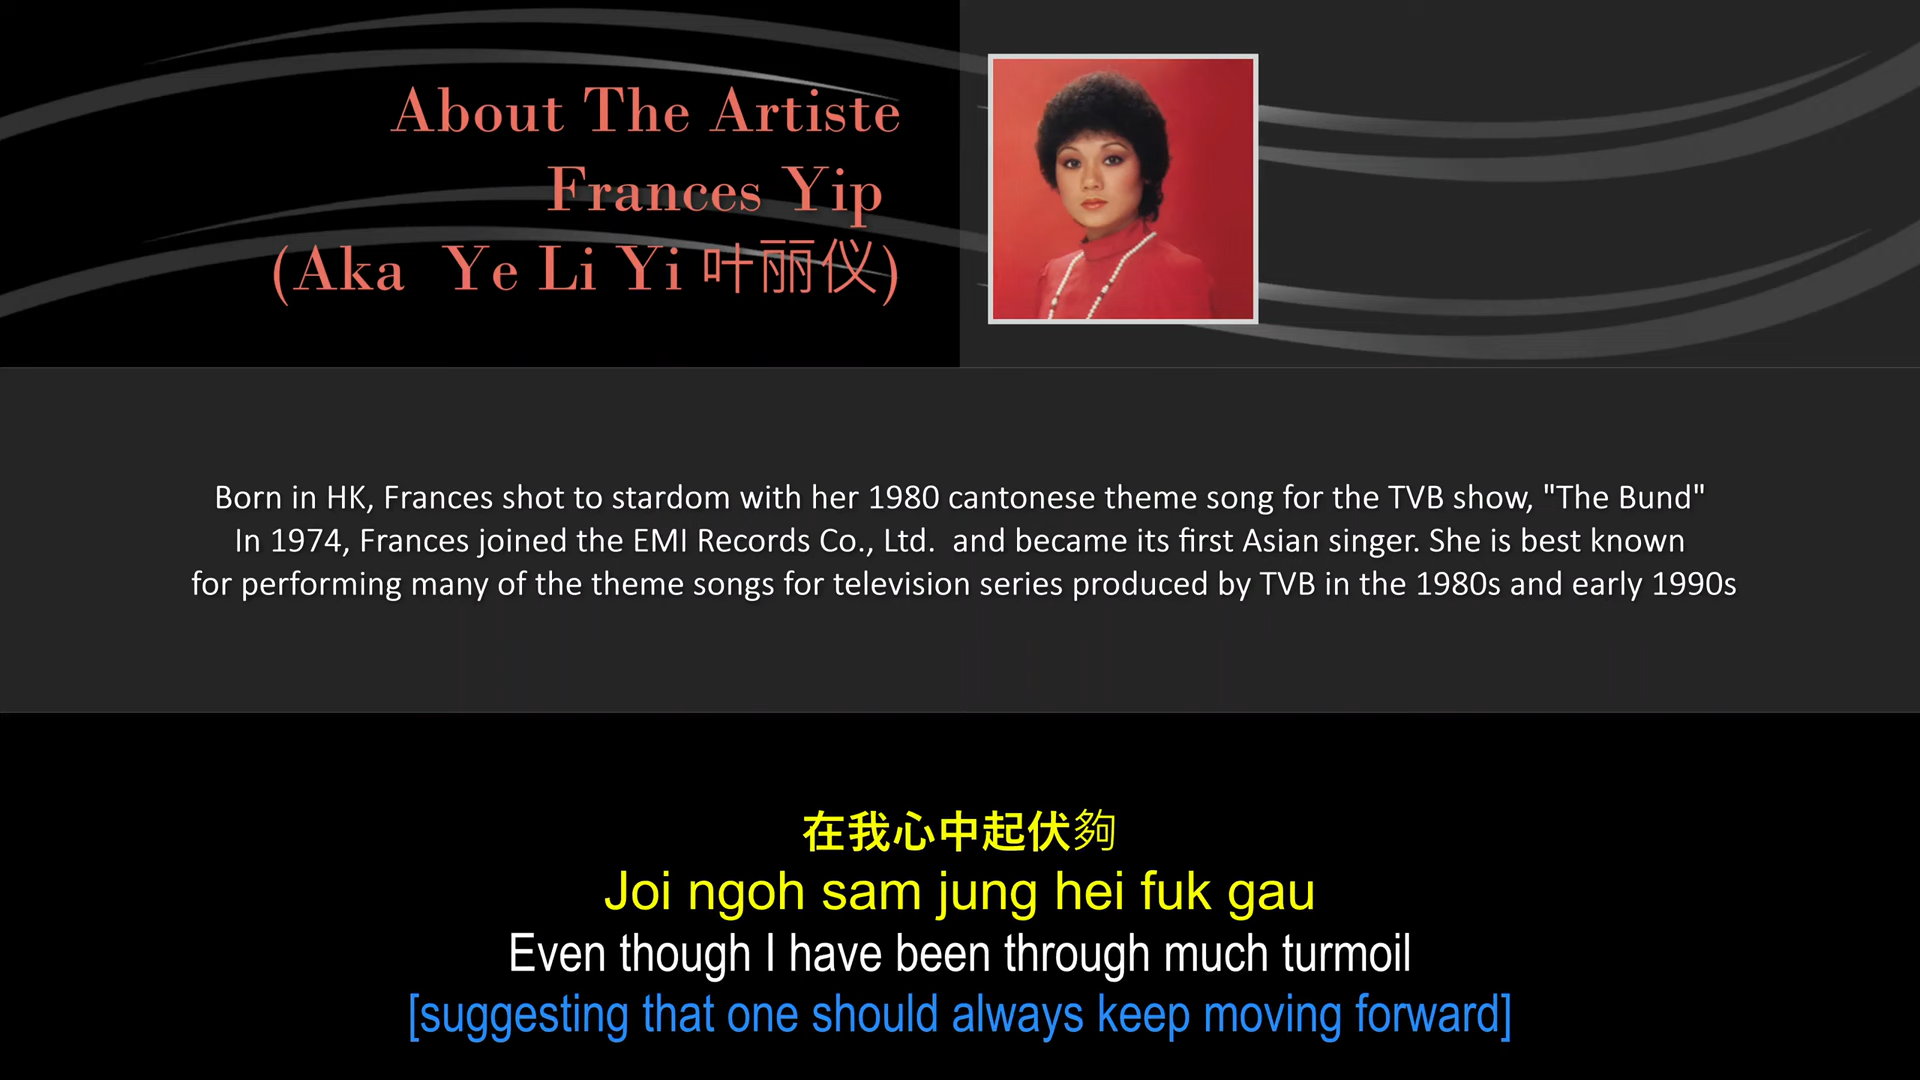 About The Artiste
Frances Yip
(Aka Ye Li Yi 叶丽仪)
Born in HK, Frances shot to stardom with her 1980 cantonese theme song for the TVB show, "The Bund"
In 1974, Frances joined the EMI Records Co., Ltd. and became its first Asian singer. She is best known
for performing many of the theme songs for television series produced by TVB in the 1980s and early 1990s
在我心中起伏夠
Joi ngoh sam jung hei fuk gau
Even though I have been through much turmoil
[suggesting that one should always keep moving forward]